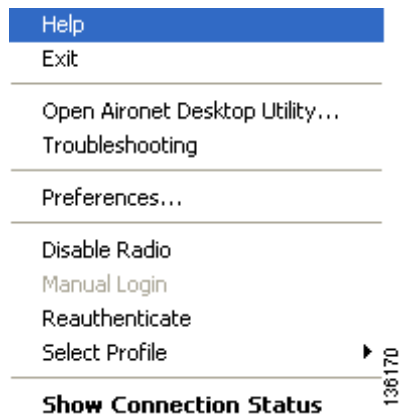 Help
Exit
Open Aironet Desktop Utility...
Troubleshooting
Preferences...
Disable Radio
Manual Login
Reauthenticate
Select Profile
Show Connection Status
136170